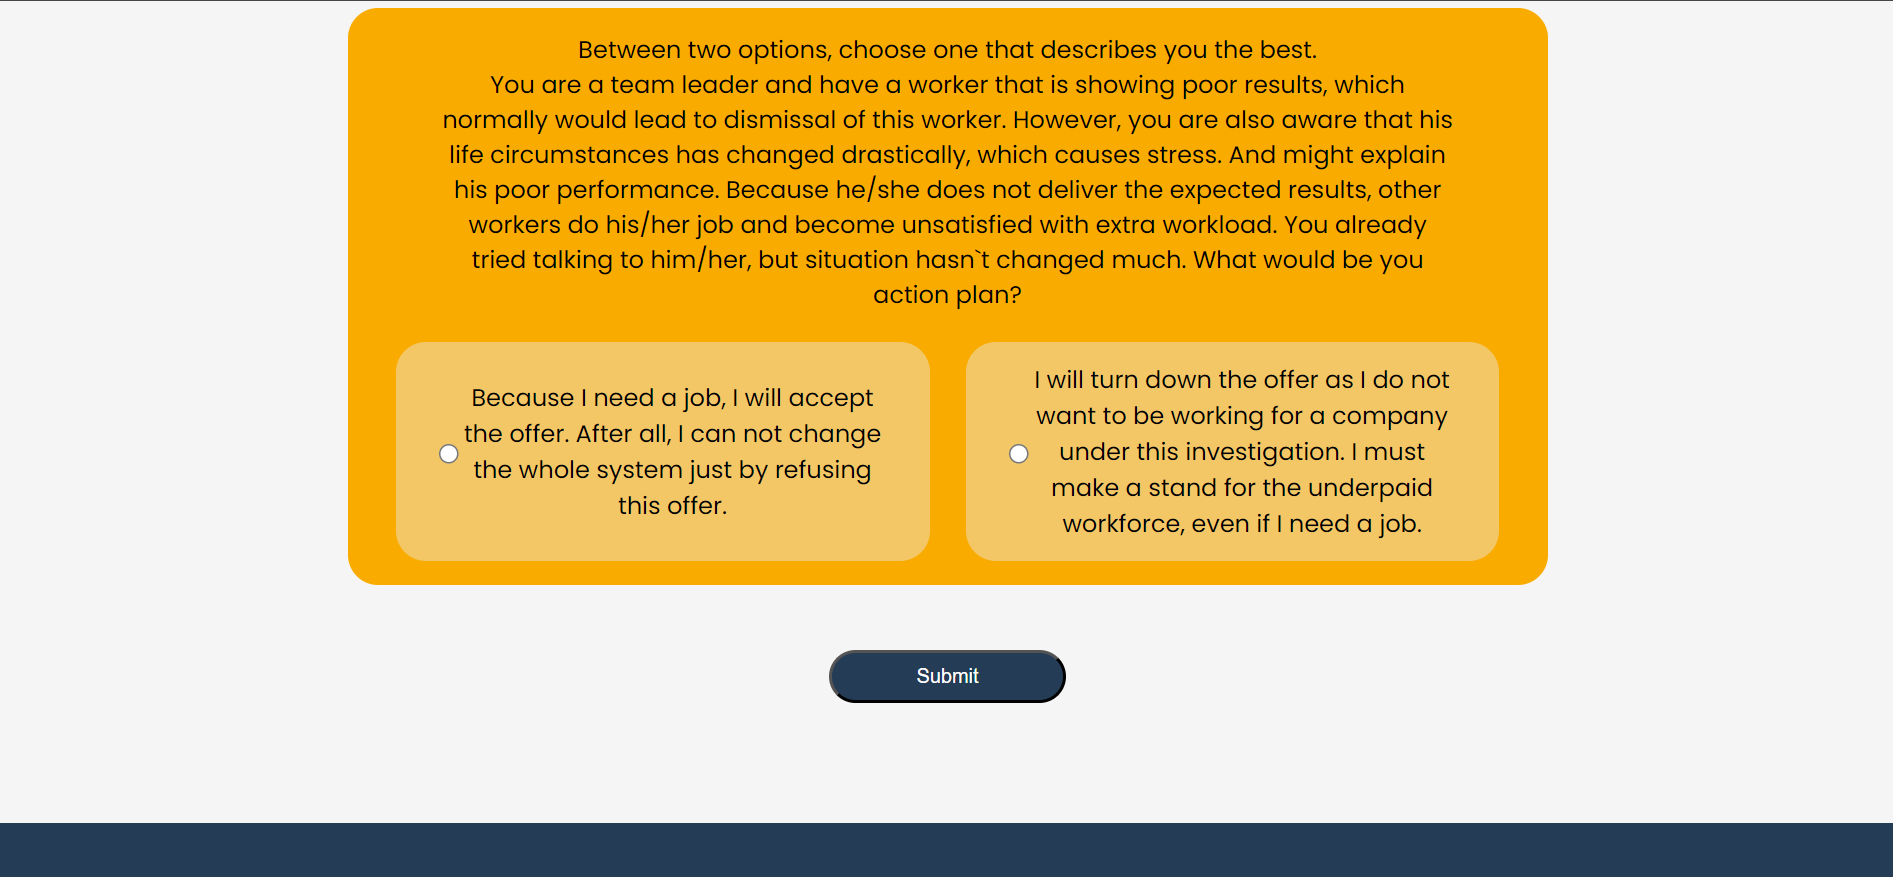 Between two options, choose one that describes you the best.
You are a team leader and have a worker that is showing poor results, which
normally would lead to dismissal of this worker. However, you are also aware that his
life circumstances has changed drastically, which causes stress. And might explain
his poor performance. Because he/she does not deliver the expected results, other
workers do his/her job and become unsatisfied with extra workload. You already
tried talking to him/her, but situation hasn`t changed much. What would be you
action plan?
Because I need a job, I will accept
the offer. After all, I can not change
the whole system just by refusing
this offer.
I will turn down the offer as I do not
want to be working for a company
under this investigation. I must
make a stand for the underpaid
workforce, even if I need a job.
Submit